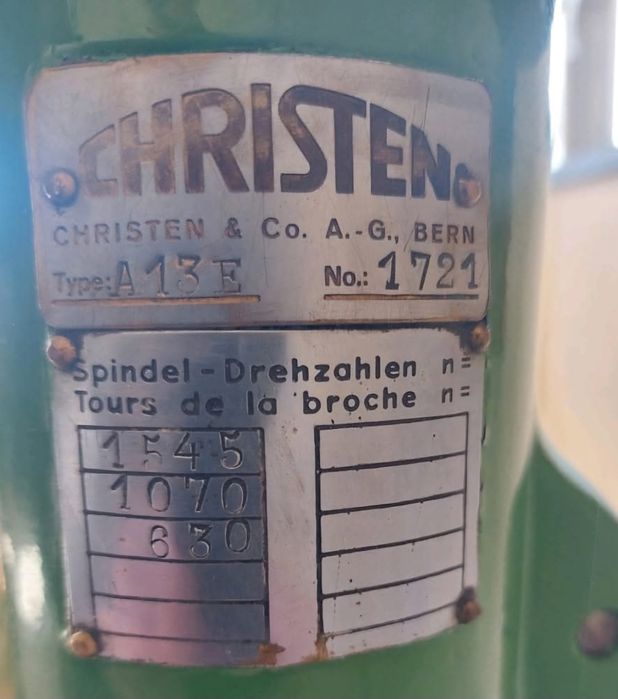 CHRISTEN
CHRISTEN & Co. A.-G., BERN
Type: A13E No.: 1721
Spindel-Drehzahlen n=
Tours de la broche n=
1545
1070
630